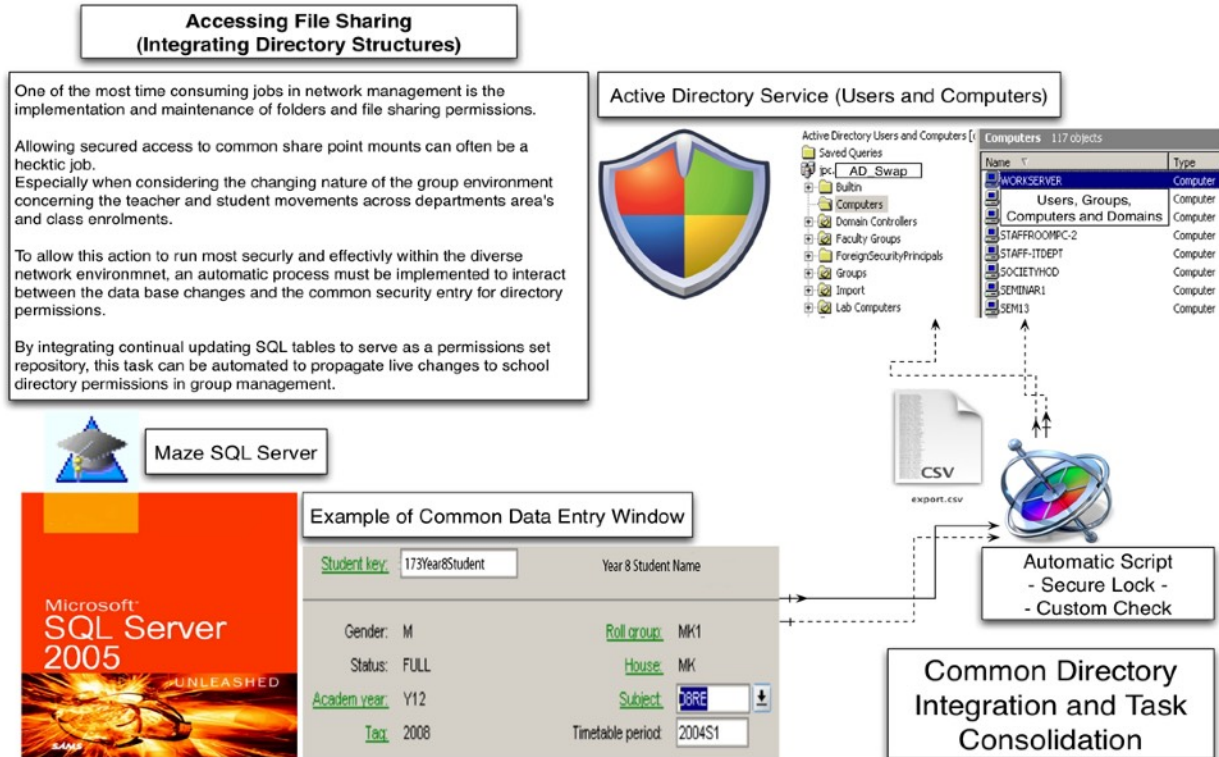 Accessing File Sharing
(Integrating Directory Structures)
One of the most time consuming jobs in network management is the
implementation and maintenance of folders and file sharing permissions.
Allowing secured access to common share point mounts can often be a
hecktic job.
Especially when considering the changing nature of the group environment
concerning the teacher and student movements across departments area's
and class enrolments.
To allow this action to run most securly and effectivly within the diverse
network environmnet, an automatic process must be implemented to interact
between the data base changes and the common security entry for directory
permissions.
By integrating continual updating SQL tables to serve as a permissions set
repository, this task can be automated to propagate live changes to school
directory permissions in group management.
Active Directory Service (Users and Computers)
Active Directory Users and Computers [
Saved Queries
ipc. AD_Swap
Builtin
Computers
Domain Controllers
Faculty Groups
ForeignSecurityPrincipals
Groups
Import
Lab Computers
Computers 117 objects
Name Type
WORKSERVER Computer
Users, Groups,
Computers and Domains
Computer
Computer
STAFFROOMPC-2 Computer
STAFF-ITDEPT Computer
SOCIETYHOD Computer
SEMINAR1 Computer
SEM13 Computer
CSV
export.csv
Automatic Script
- Secure Lock -
- Custom Check
Maze SQL Server
Microsoft
SQL Server
2005
UNLEASHED
SAMS
Example of Common Data Entry Window
Student key: 173Year8Student Year 8 Student Name
Gender: M Roll group: MK1
Status: FULL House: MK
Academ year: Y12 Subject: 08RE
Tag: 2008 Timetable period: 2004S1
Common Directory
Integration and Task
Consolidation